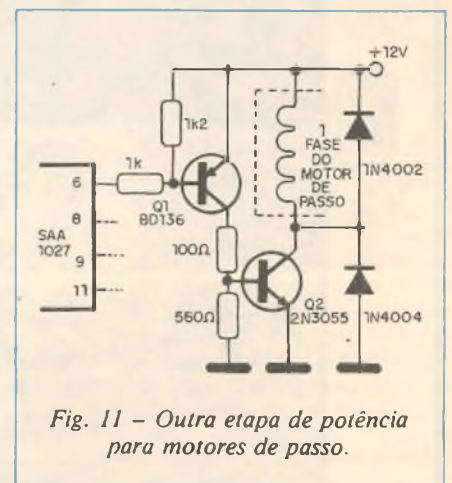 +12V
1k2
1k
1
FASE
DO
MOTOR
DE
PASSO
1N4002
6
Q1
BD136
8
SAA
1027
9
11
100Ω
560Ω
Q2
2N3055
1N4004
Fig. 11 – Outra etapa de potência
para motores de passo.